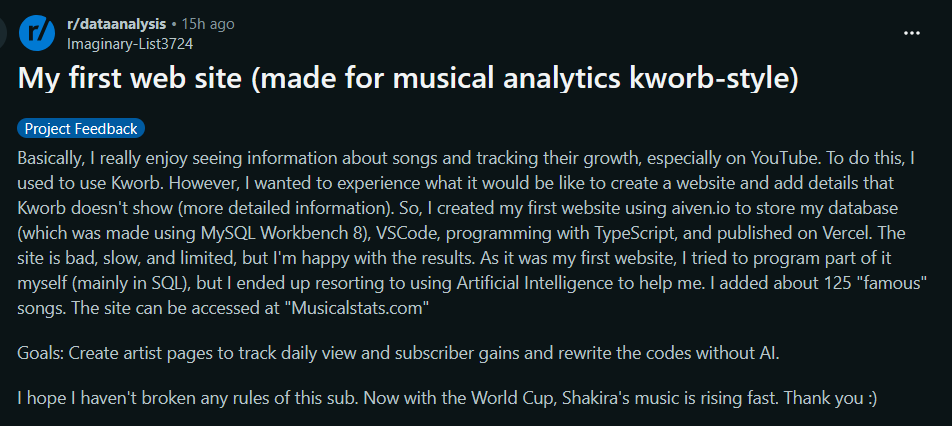 r/dataanalysis • 15h ago
Imaginary-List3724
My first web site (made for musical analytics kworb-style)
Project Feedback
Basically, I really enjoy seeing information about songs and tracking their growth, especially on YouTube. To do this, I
used to use Kworb. However, I wanted to experience what it would be like to create a website and add details that
Kworb doesn't show (more detailed information). So, I created my first website using aiven.io to store my database
(which was made using MySQL Workbench 8), VSCode, programming with TypeScript, and published on Vercel. The
site is bad, slow, and limited, but I'm happy with the results. As it was my first website, I tried to program part of it
myself (mainly in SQL), but I ended up resorting to using Artificial Intelligence to help me. I added about 125 "famous"
songs. The site can be accessed at "Musicalstats.com"
Goals: Create artist pages to track daily view and subscriber gains and rewrite the codes without AI.
I hope I haven't broken any rules of this sub. Now with the World Cup, Shakira's music is rising fast. Thank you :)